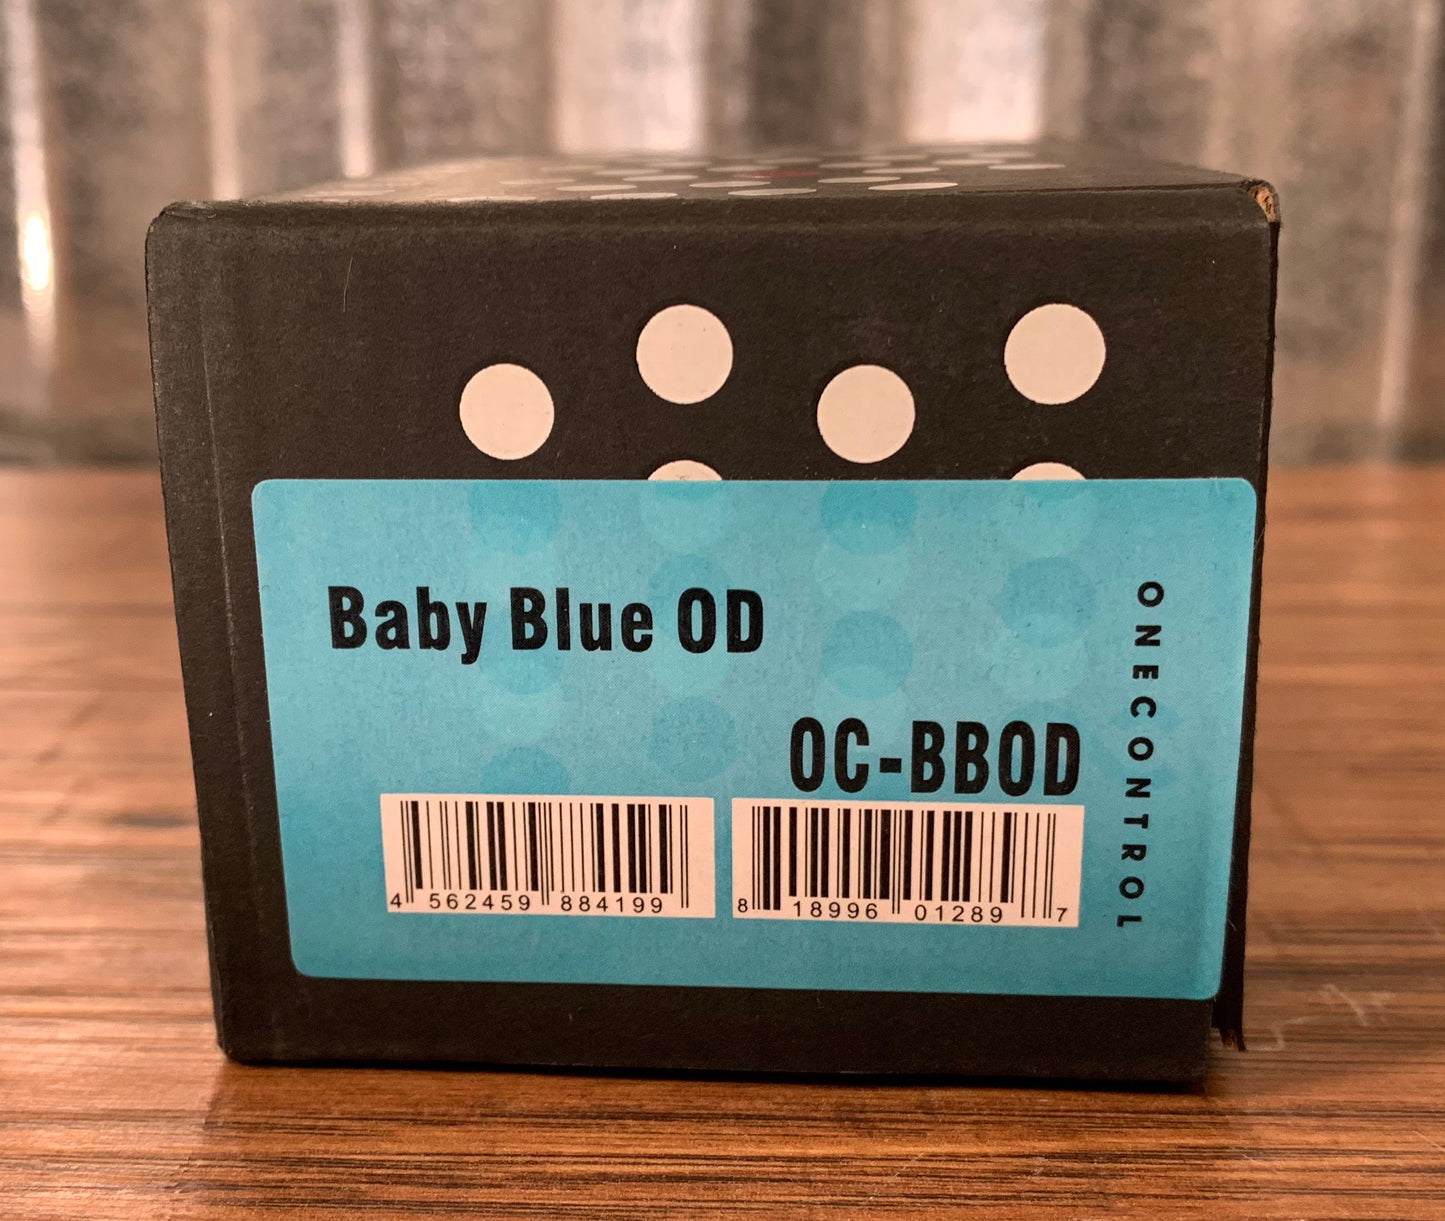 Baby Blue OD
OC-BBOD
ONECONTROL
4 562459 884199
8 18996 01289 7